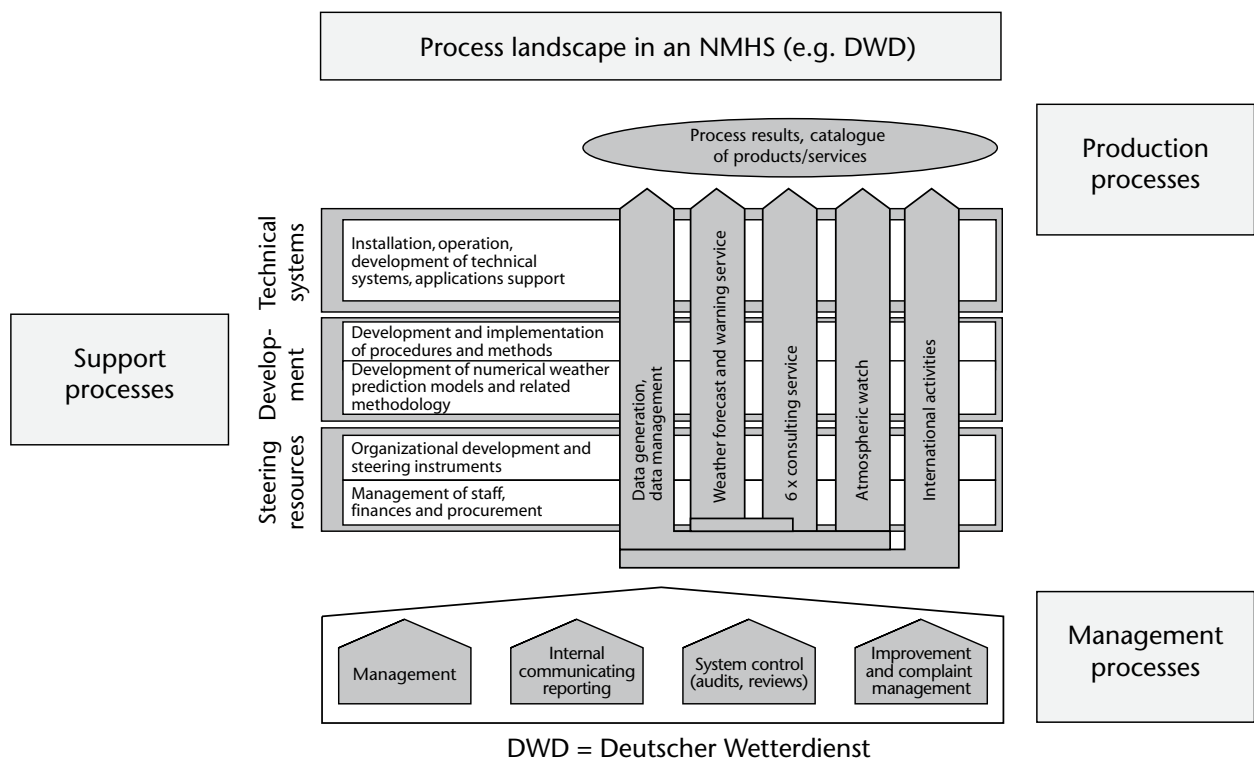 Process landscape in an NMHS (e.g. DWD)
Process results, catalogue
of products/services
Production
processes
Technical
systems
Installation, operation,
development of technical
systems, applications support
Support
processes
Develop-
ment
Development and implementation
of procedures and methods
Development of numerical weather
prediction models and related
methodology
Steering
resources
Organizational development and
steering instruments
Management of staff,
finances and procurement
Data generation,
data management
Weather forecast and warning service
6 x consulting service
Atmospheric watch
International activities
Management
Internal
communicating
reporting
System control
(audits, reviews)
Improvement
and complaint
management
Management
processes
DWD = Deutscher Wetterdienst